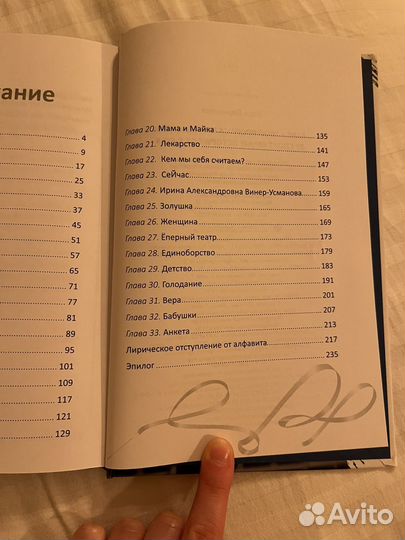 тание
4
9
17
25
33
37
45
51
57
65
71
77
81
89
95
101
109
117
121
129
Глава 20. Мама и Майка 135
Глава 21. Лекарство 141
Глава 22. Кем мы себя считаем? 147
Глава 23. Сейчас 153
Глава 24. Ирина Александровна Винер-Усманова 159
Глава 25. Золушка 165
Глава 26. Женщина 169
Глава 27. Ёперный театр 173
Глава 28. Единоборство 179
Глава 29. Детство 183
Глава 30. Голодание 191
Глава 31. Вера 201
Глава 32. Бабушки 207
Глава 33. Анкета 213
Лирическое отступление от алфавита 217
Эпилог 235
Avito